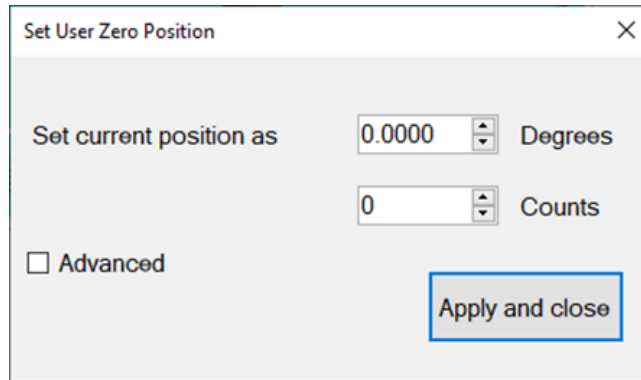 Set User Zero Position
Set current position as 0.0000 Degrees
0 Counts
Advanced
Apply and close